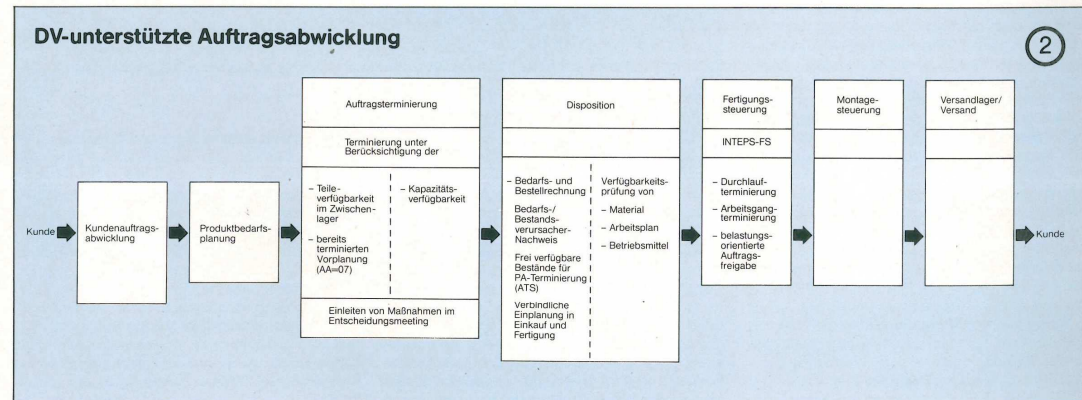 DV-unterstützte Auftragsabwicklung
2
Kunde
Kundenauftrags-
abwicklung
Produktbedarfs-
planung
Auftragsterminierung
Terminierung unter
Berücksichtigung der
– Teile-
verfügbarkeit
im Zwischen-
lager
– bereits
terminierten
Vorplanung
(AA=07)
– Kapazitäts-
verfügbarkeit
Einleiten von Maßnahmen im
Entscheidungsmeeting
Disposition
– Bedarfs- und
Bestellrechnung
Bedarfs-/
Bestands-
verursacher-
Nachweis
Frei verfügbare
Bestände für
PA-Terminierung
(ATS)
Verbindliche
Einplanung in
Einkauf und
Fertigung
Verfügbarkeits-
prüfung von
– Material
– Arbeitsplan
– Betriebsmittel
Fertigungs-
steuerung
INTEPS-FS
– Durchlauf-
terminierung
– Arbeitsgang-
terminierung
– belastungs-
orientierte
Auftrags-
freigabe
Montage-
steuerung
Versandlager/
Versand
Kunde